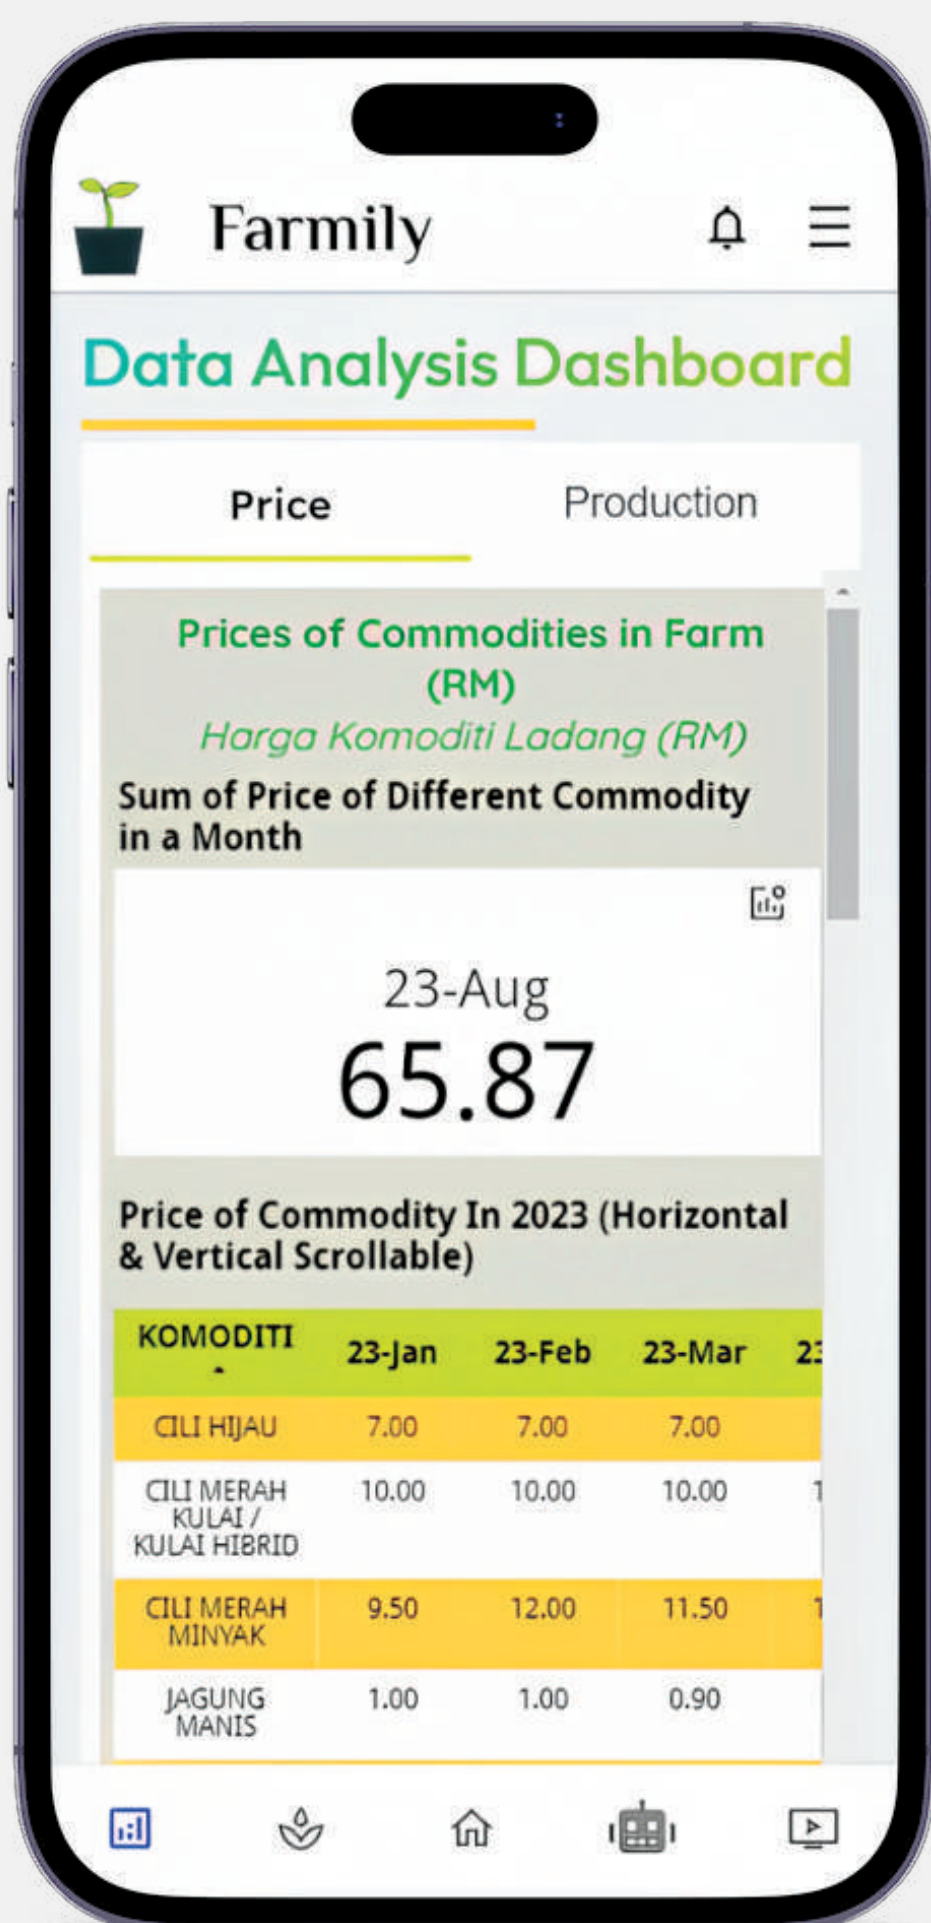 Farmily
Data Analysis Dashboard
Price Production
Prices of Commodities in Farm
(RM)
Harga Komoditi Ladang (RM)
Sum of Price of Different Commodity
in a Month
23-Aug
65.87
Price of Commodity In 2023 (Horizontal
& Vertical Scrollable)
KOMODITI 23-Jan 23-Feb 23-Mar
CILI HIJAU 7.00 7.00 7.00
CILI MERAH 10.00 10.00 10.00
KULAI /
KULAI HIBRID
CILI MERAH 9.50 12.00 11.50
MINYAK
JAGUNG 1.00 1.00 0.90
MANIS